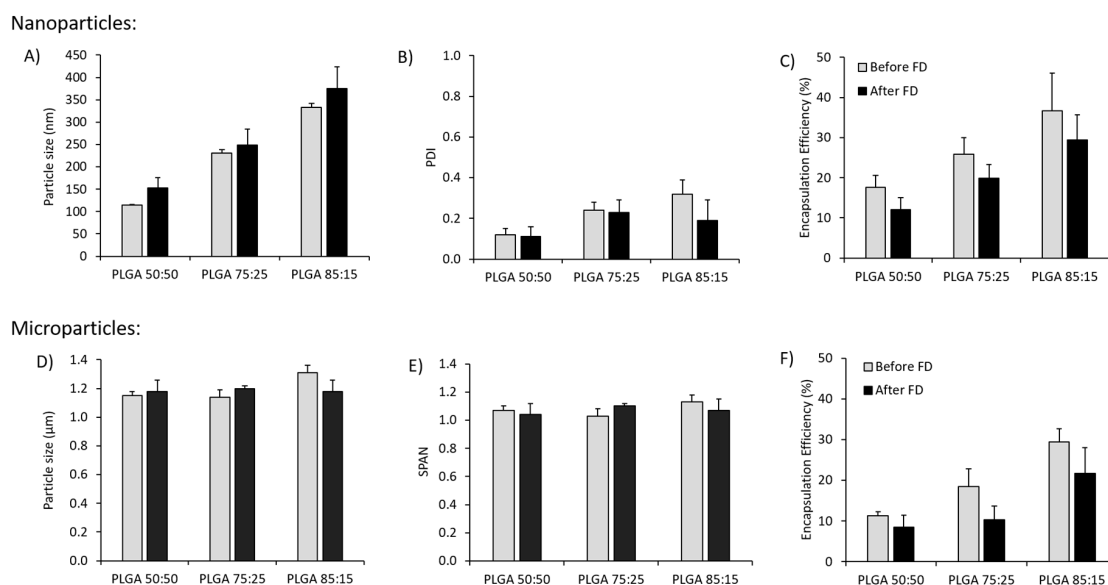 Nanoparticles:
A)
Particle size (nm)
450
400
350
300
250
200
150
100
50
0
PLGA 50:50 PLGA 75:25 PLGA 85:15
B)
PDI
1.0
0.8
0.6
0.4
0.2
0.0
PLGA 50:50 PLGA 75:25 PLGA 85:15
C)
Encapsulation Efficiency (%)
50
40
30
20
10
0
Before FD
After FD
PLGA 50:50 PLGA 75:25 PLGA 85:15
Microparticles:
D)
Particle size (μm)
1.4
1.2
1.0
0.8
0.6
0.4
0.2
0.0
PLGA 50:50 PLGA 75:25 PLGA 85:15
E)
SPAN
1.4
1.2
1.0
0.8
0.6
0.4
0.2
0.0
PLGA 50:50 PLGA 75:25 PLGA 85:15
F)
Encapsulation Efficiency (%)
50
40
30
20
10
0
Before FD
After FD
PLGA 50:50 PLGA 75:25 PLGA 85:15